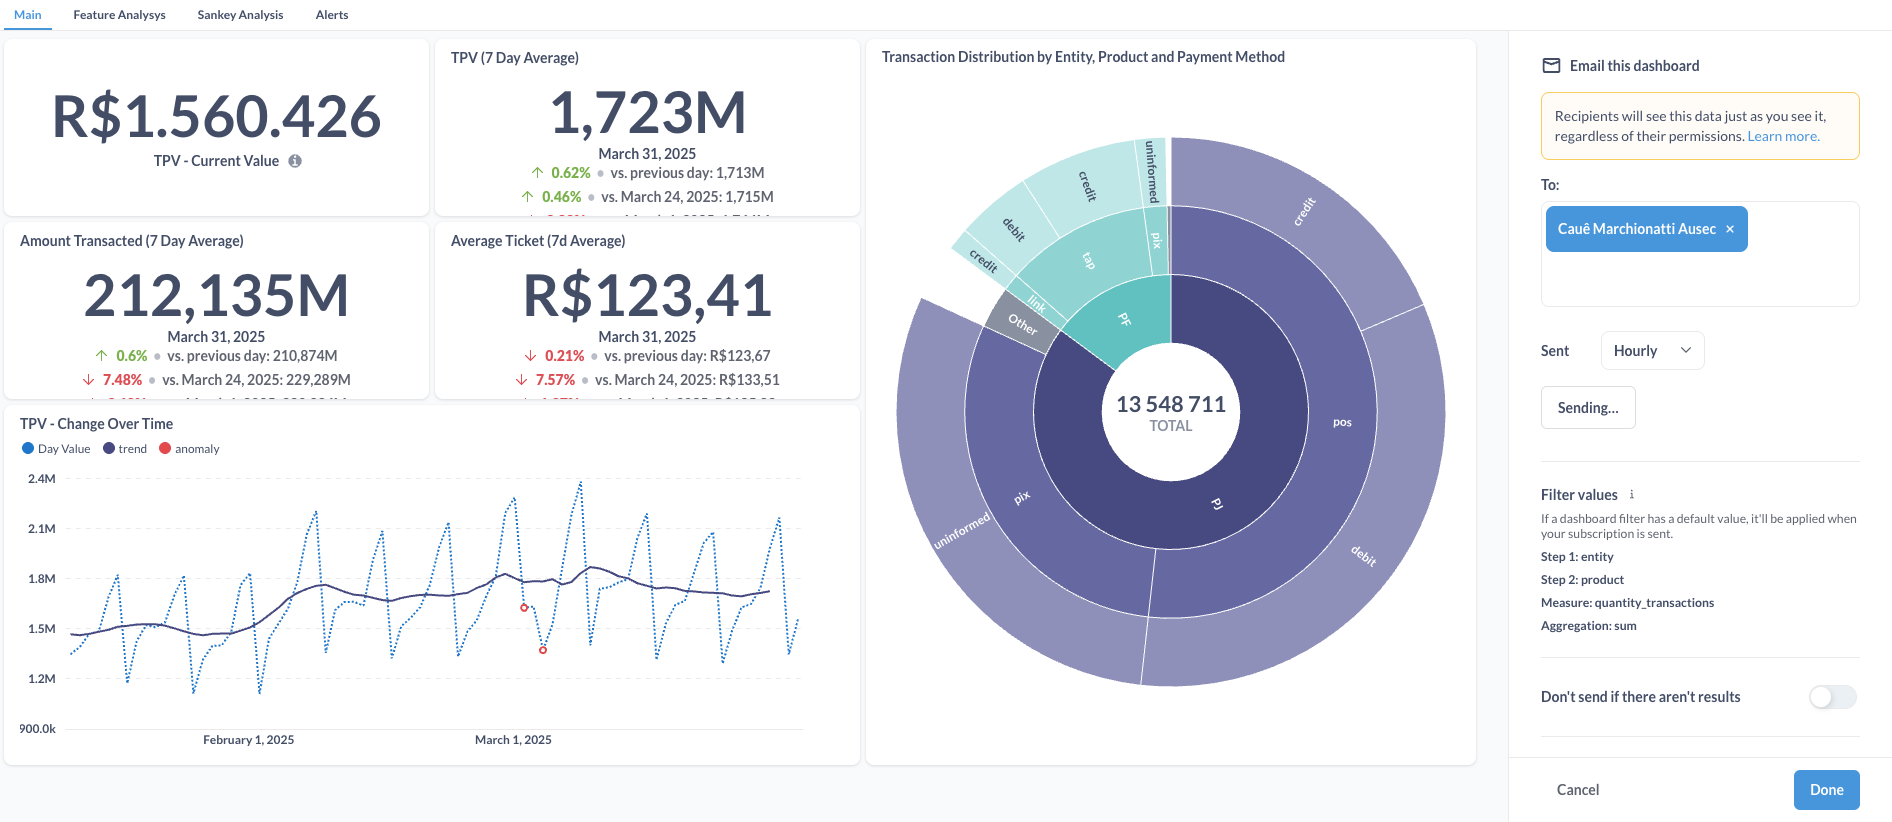 Main
Feature Analysys
Sankey Analysis
Alerts
R$1.560.426
TPV - Current Value
TPV (7 Day Average)
1,723M
March 31, 2025
↑ 0.62% • vs. previous day: 1,713M
↑ 0.46% • vs. March 24, 2025: 1,715M
Amount Transacted (7 Day Average)
212,135M
March 31, 2025
↑ 0.6% • vs. previous day: 210,874M
↓ 7.48% • vs. March 24, 2025: 229,289M
Average Ticket (7d Average)
R$123,41
March 31, 2025
↓ 0.21% • vs. previous day: R$123,67
↓ 7.57% • vs. March 24, 2025: R$133,51
TPV - Change Over Time
Day Value
trend
anomaly
2.4M
2.1M
1.8M
1.5M
1.2M
900.0k
February 1, 2025
March 1, 2025
Transaction Distribution by Entity, Product and Payment Method
uninformed
credit
debit
credit
credit
pix
tap
link
Other
PF
13 548 711
TOTAL
pos
pix
PJ
uninformed
debit
Email this dashboard
Recipients will see this data just as you see it,
regardless of their permissions. Learn more.
To:
Cauê Marchionatti Ausec ×
Sent
Hourly
Sending...
Filter values
If a dashboard filter has a default value, it'll be applied when
your subscription is sent.
Step 1: entity
Step 2: product
Measure: quantity_transactions
Aggregation: sum
Don't send if there aren't results
Cancel
Done